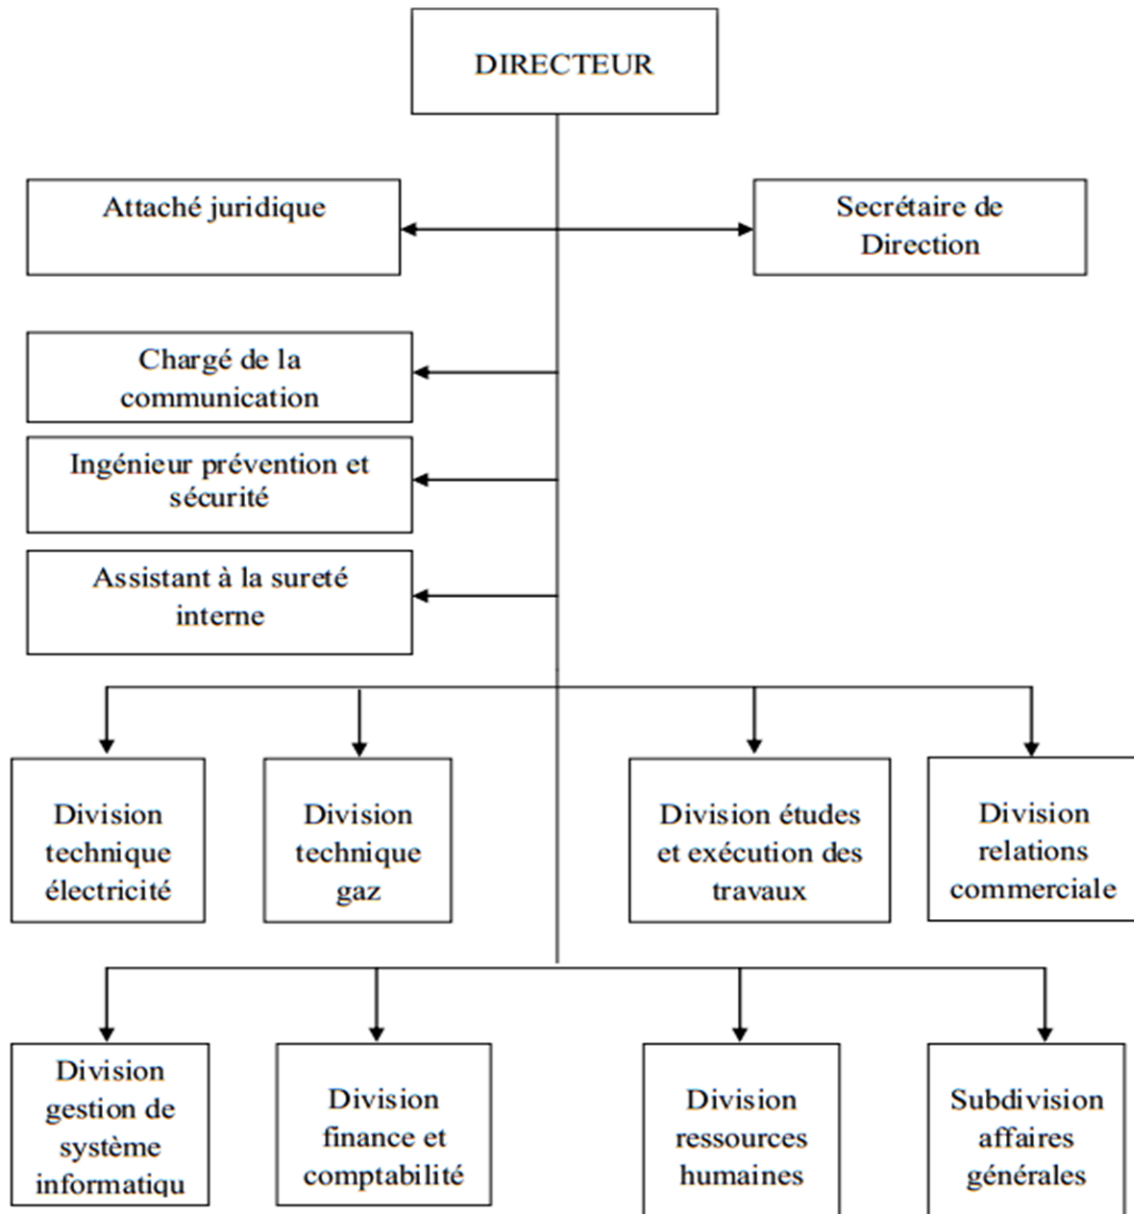 DIRECTEUR
Attaché juridique
Secrétaire de
Direction
Chargé de la
communication
Ingénieur prévention et
sécurité
Assistant à la sureté
interne
Division
technique
électricité
Division
technique
gaz
Division études
et exécution des
travaux
Division
relations
commerciale
Division
gestion de
système
informatiqu
Division
finance et
comptabilité
Division
ressources
humaines
Subdivision
affaires
générales